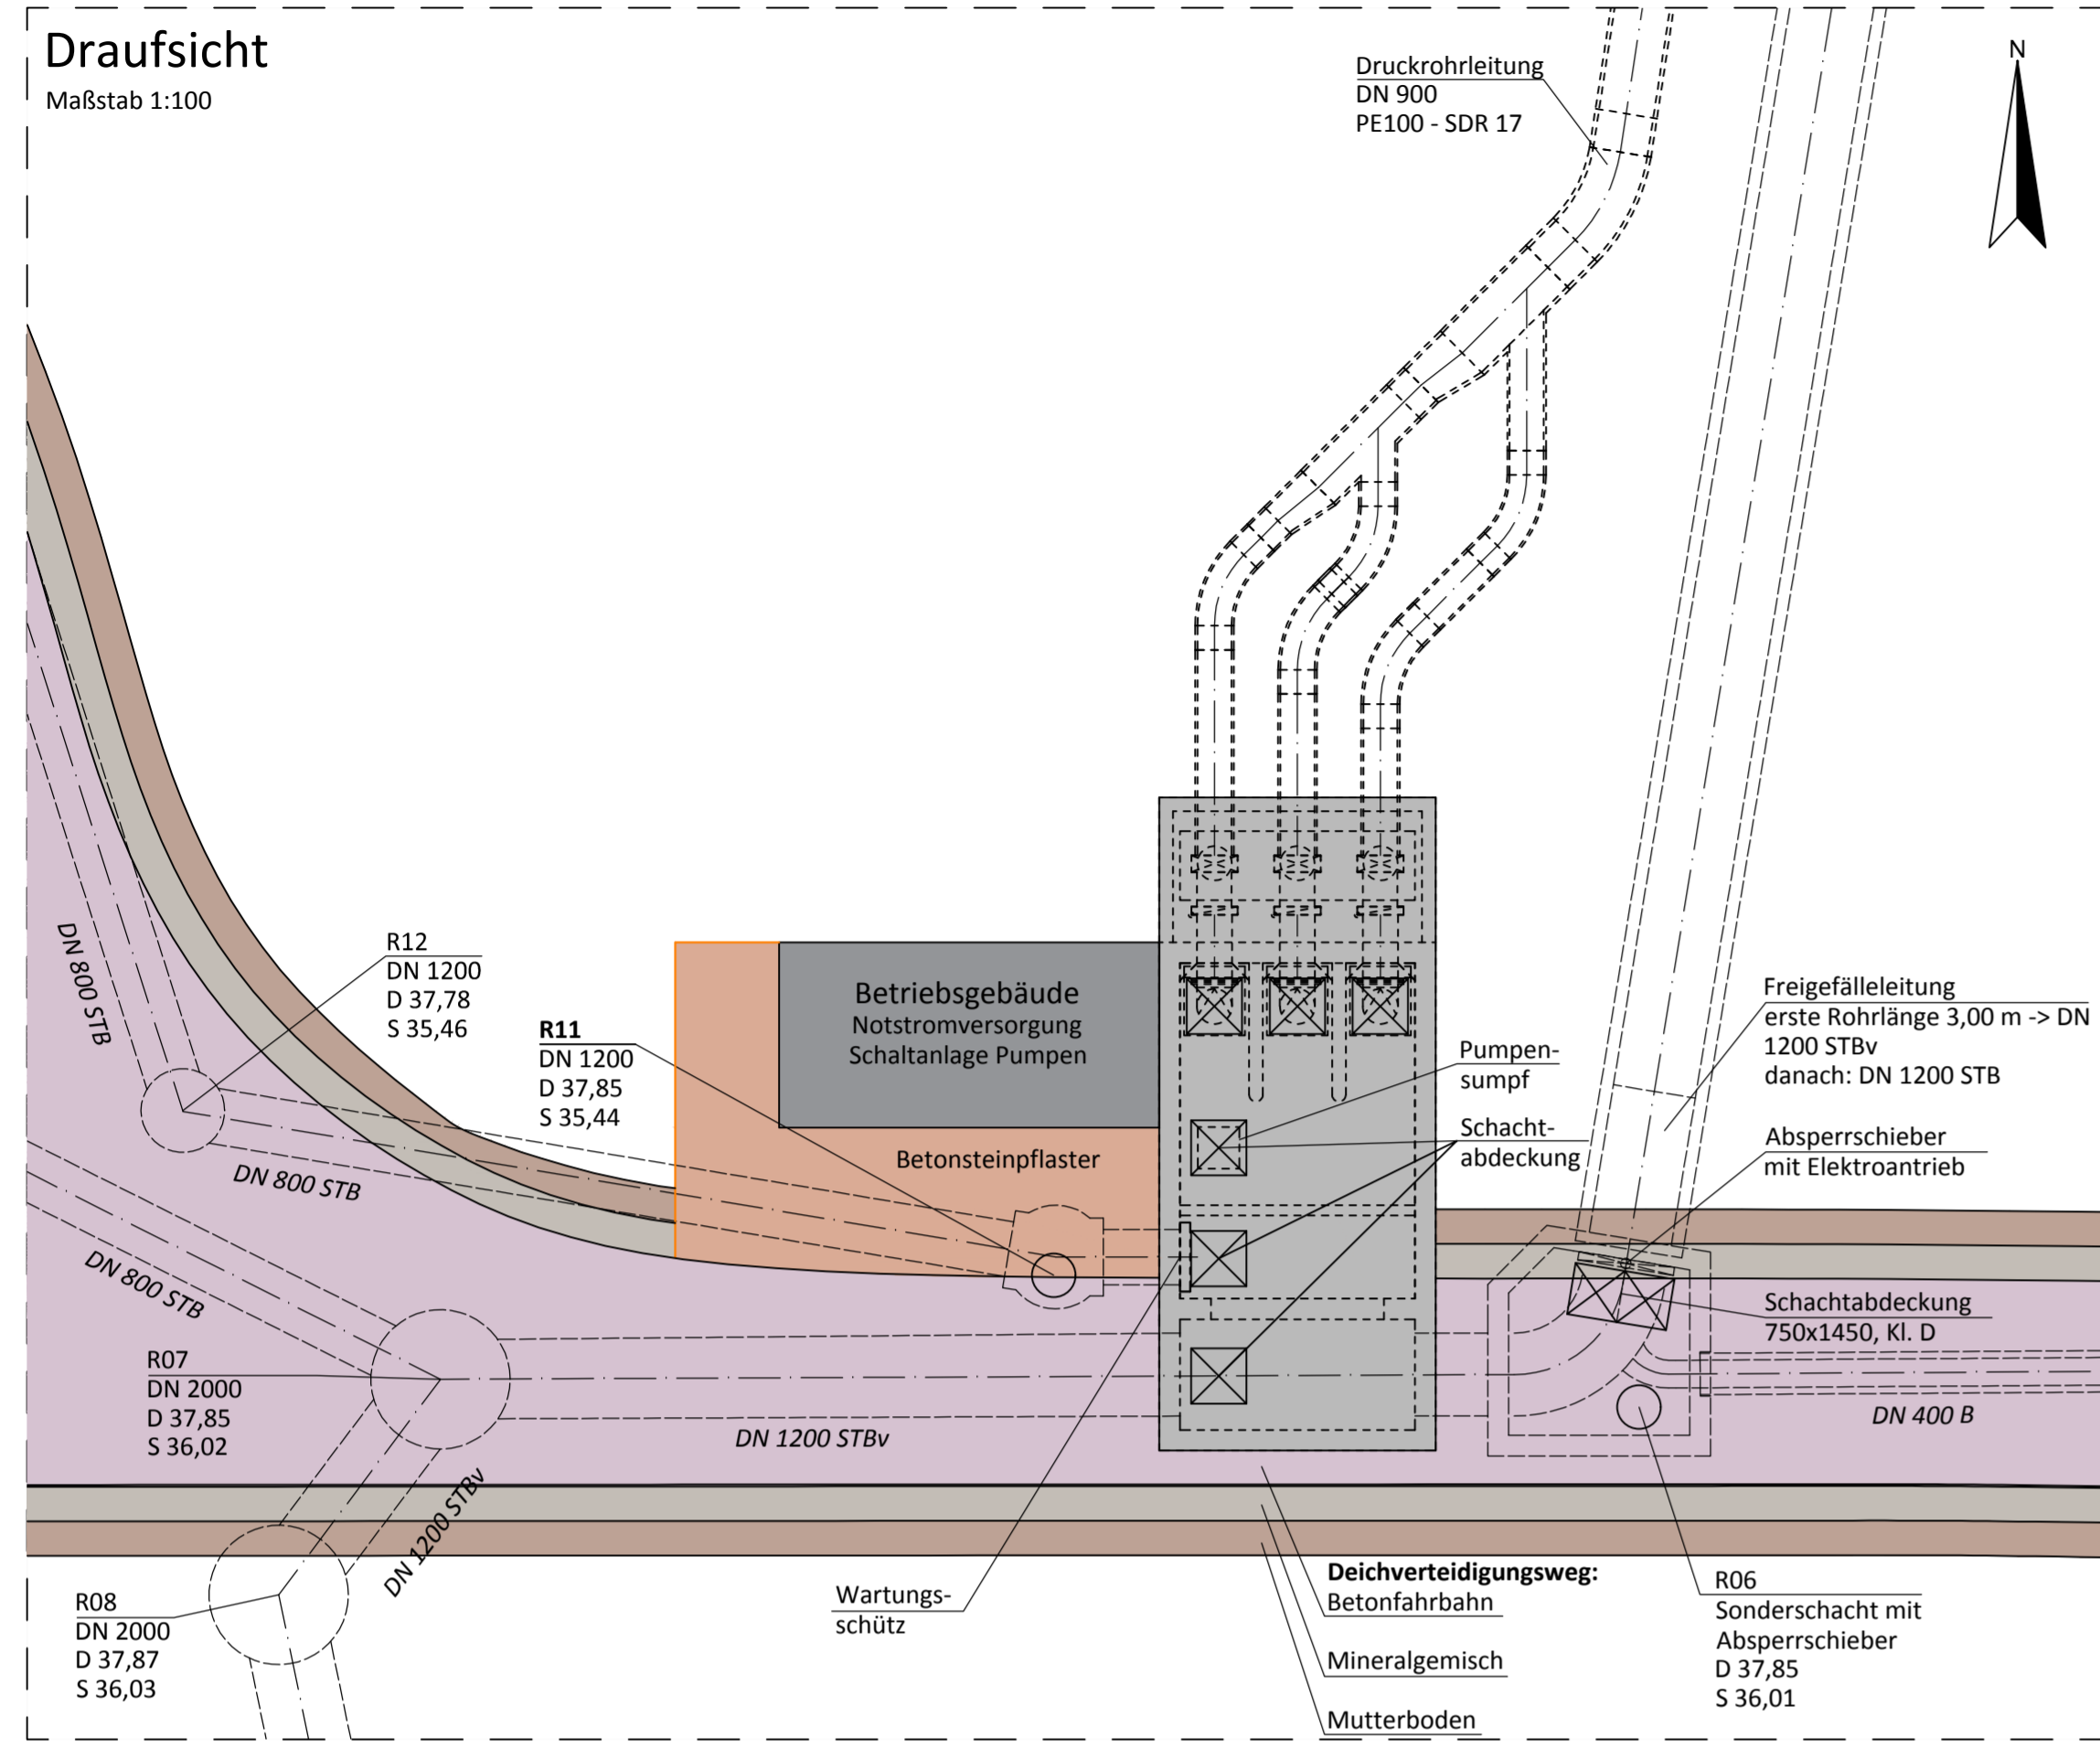 Draufsicht
Maßstab 1:100
Druckrohrleitung
DN 900
PE100 - SDR 17
N
DN 800 STB
R12
DN 1200
D 37,78
S 35,46
R11
DN 1200
D 37,85
S 35,44
Betriebsgebäude
Notstromversorgung
Schaltanlage Pumpen
Betonsteinpflaster
Pumpen-
sumpf
Schacht-
abdeckung
Freigefälleleitung
erste Rohrlänge 3,00 m -> DN
1200 STBv
danach: DN 1200 STB
Absperrschieber
mit Elektroantrieb
Schachtabdeckung
750x1450, Kl. D
DN 800 STB
DN 800 STB
R07
DN 2000
D 37,85
S 36,02
DN 1200 STBv
DN 400 B
DN 1200 STBv
R08
DN 2000
D 37,87
S 36,03
Wartungs-
schütz
Deichverteidigungsweg:
Betonfahrbahn
Mineralgemisch
Mutterboden
R06
Sonderschacht mit
Absperrschieber
D 37,85
S 36,01